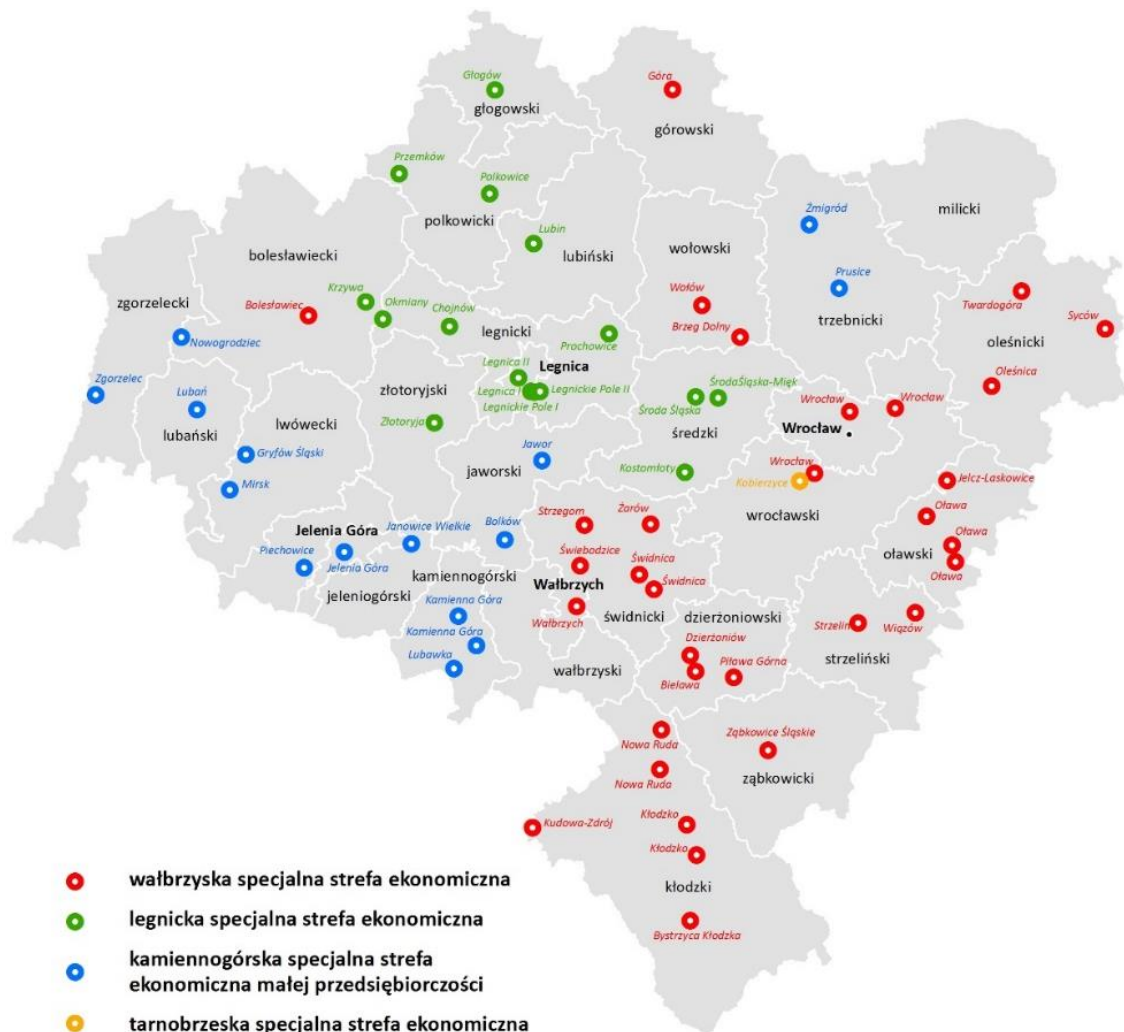 Głogów
głogowski
Góra
górowski
Przemków
Polkowice
polkowicki
Żmigród
milicki
Lubin
lubiński
bolesławiecki
wołowski
zgorzelecki
Prusice
trzebnicki
Krzywa
Bolesławiec
Okmiany
Chojnów
legnicki
Wołów
Brzeg Dolny
Twardogóra
Syców
oleśnicki
Nowogrodziec
Prochowice
Legnica II
Legnica
Zgorzelec
Lubań
lubański
lwówecki
złotoryjski
Legnica I
Legnickie Pole II
Legnickie Pole I
Złotoryja
ŚrodaŚląska-Mięk
Środa Śląska
średzki
Oleśnica
Wrocław
Wrocław
Wrocław
Gryfów Śląski
Mirsk
Jawor
jaworski
Kostomłoty
Wrocław
Kobierzyce
wrocławski
Jelcz-Laskowice
Oława
Oława
oławski
Oława
Jelenia Góra
Janowice Wielkie
Bolków
Strzegom
Żarów
Piechowice
Jelenia Góra
jeleniogórski
kamiennogórski
Świebodzice
Wałbrzych
Świdnica
Świdnica
Kamienna Góra
Kamienna Góra
Lubawka
Wałbrzych
świdnicki
dzierżoniowski
Strzelin
Wiązów
strzeliński
wałbrzyski
Dzierżoniów
Bielawa
Piława Górna
Nowa Ruda
Nowa Ruda
Ząbkowice Śląskie
ząbkowicki
Kudowa-Zdrój
Kłodzko
Kłodzko
kłodzki
Bystrzyca Kłodzka
wałbrzyska specjalna strefa ekonomiczna
legnicka specjalna strefa ekonomiczna
kamiennogórska specjalna strefa
ekonomiczna małej przedsiębiorczości
tarnobrzeska specjalna strefa ekonomiczna